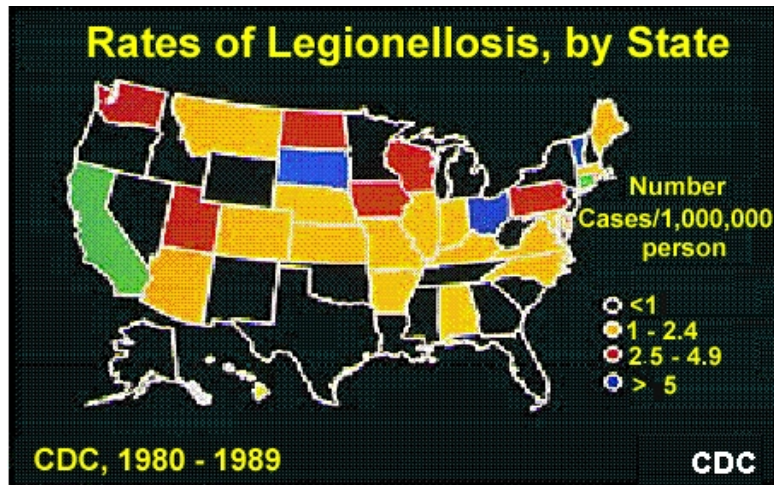 Rates of Legionellosis, by State
Number
Cases/1,000,000
person
<1
1 - 2.4
2.5 - 4.9
> 5
CDC, 1980 - 1989
CDC